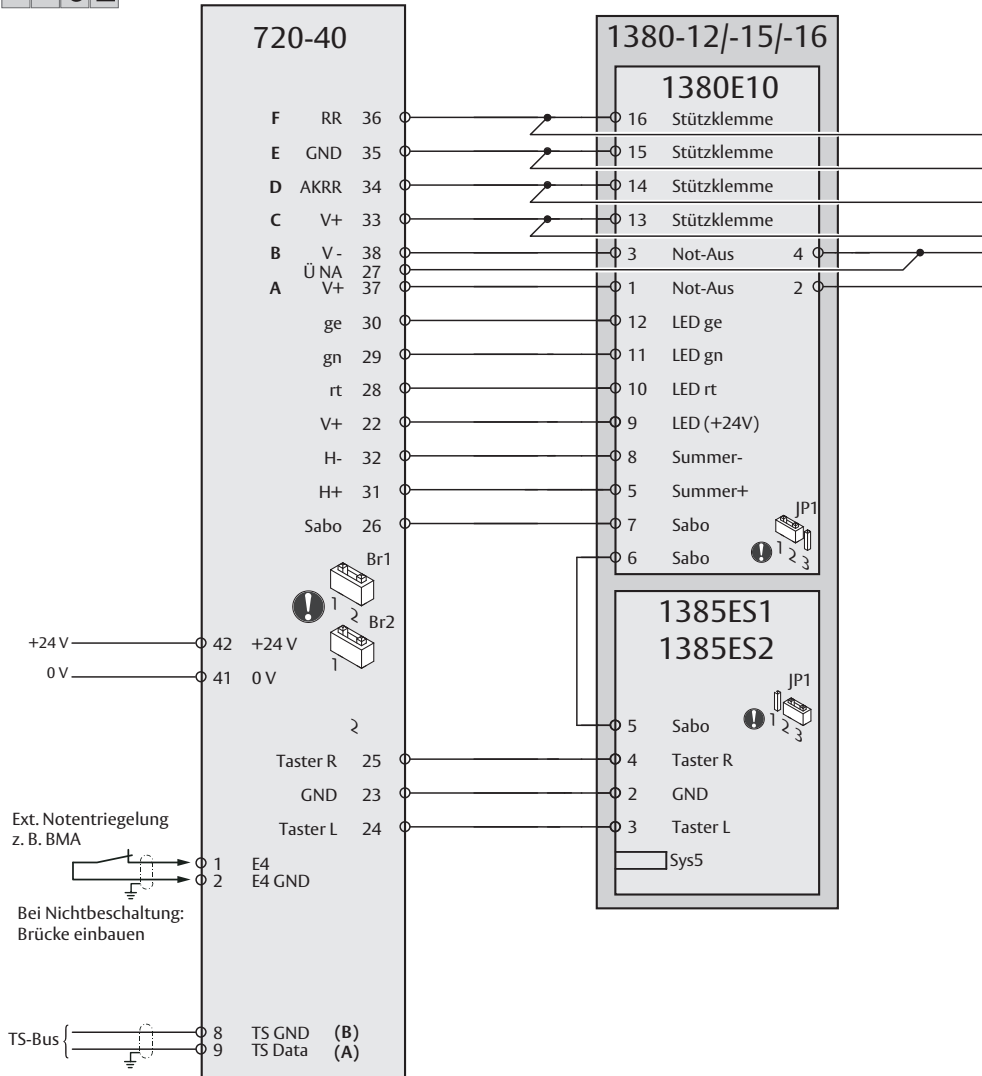 720-40
1380-12/-15/-16
1380E10
F RR 36
16 Stützklemme
E GND 35
15 Stützklemme
D AKRR 34
14 Stützklemme
C V+ 33
13 Stützklemme
B V - 38
3 Not-Aus 4
Ü NA 27
A V+ 37
1 Not-Aus 2
ge 30
12 LED ge
gn 29
11 LED gn
rt 28
10 LED rt
V+ 22
9 LED (+24V)
H- 32
8 Summer-
H+ 31
5 Summer+
JP1
Sabo 26
7 Sabo
1 2 3
6 Sabo
Br1
1 2
Br2
1
2
1385ES1
1385ES2
+24 V
42 +24 V
0 V
41 0 V
JP1
1 2 3
5 Sabo
Taster R 25
4 Taster R
GND 23
2 GND
Taster L 24
3 Taster L
Sys5
Ext. Notentriegelung
z. B. BMA
1 E4
2 E4 GND
Bei Nichtbeschaltung:
Brücke einbauen
TS-Bus
8 TS GND (B)
9 TS Data (A)